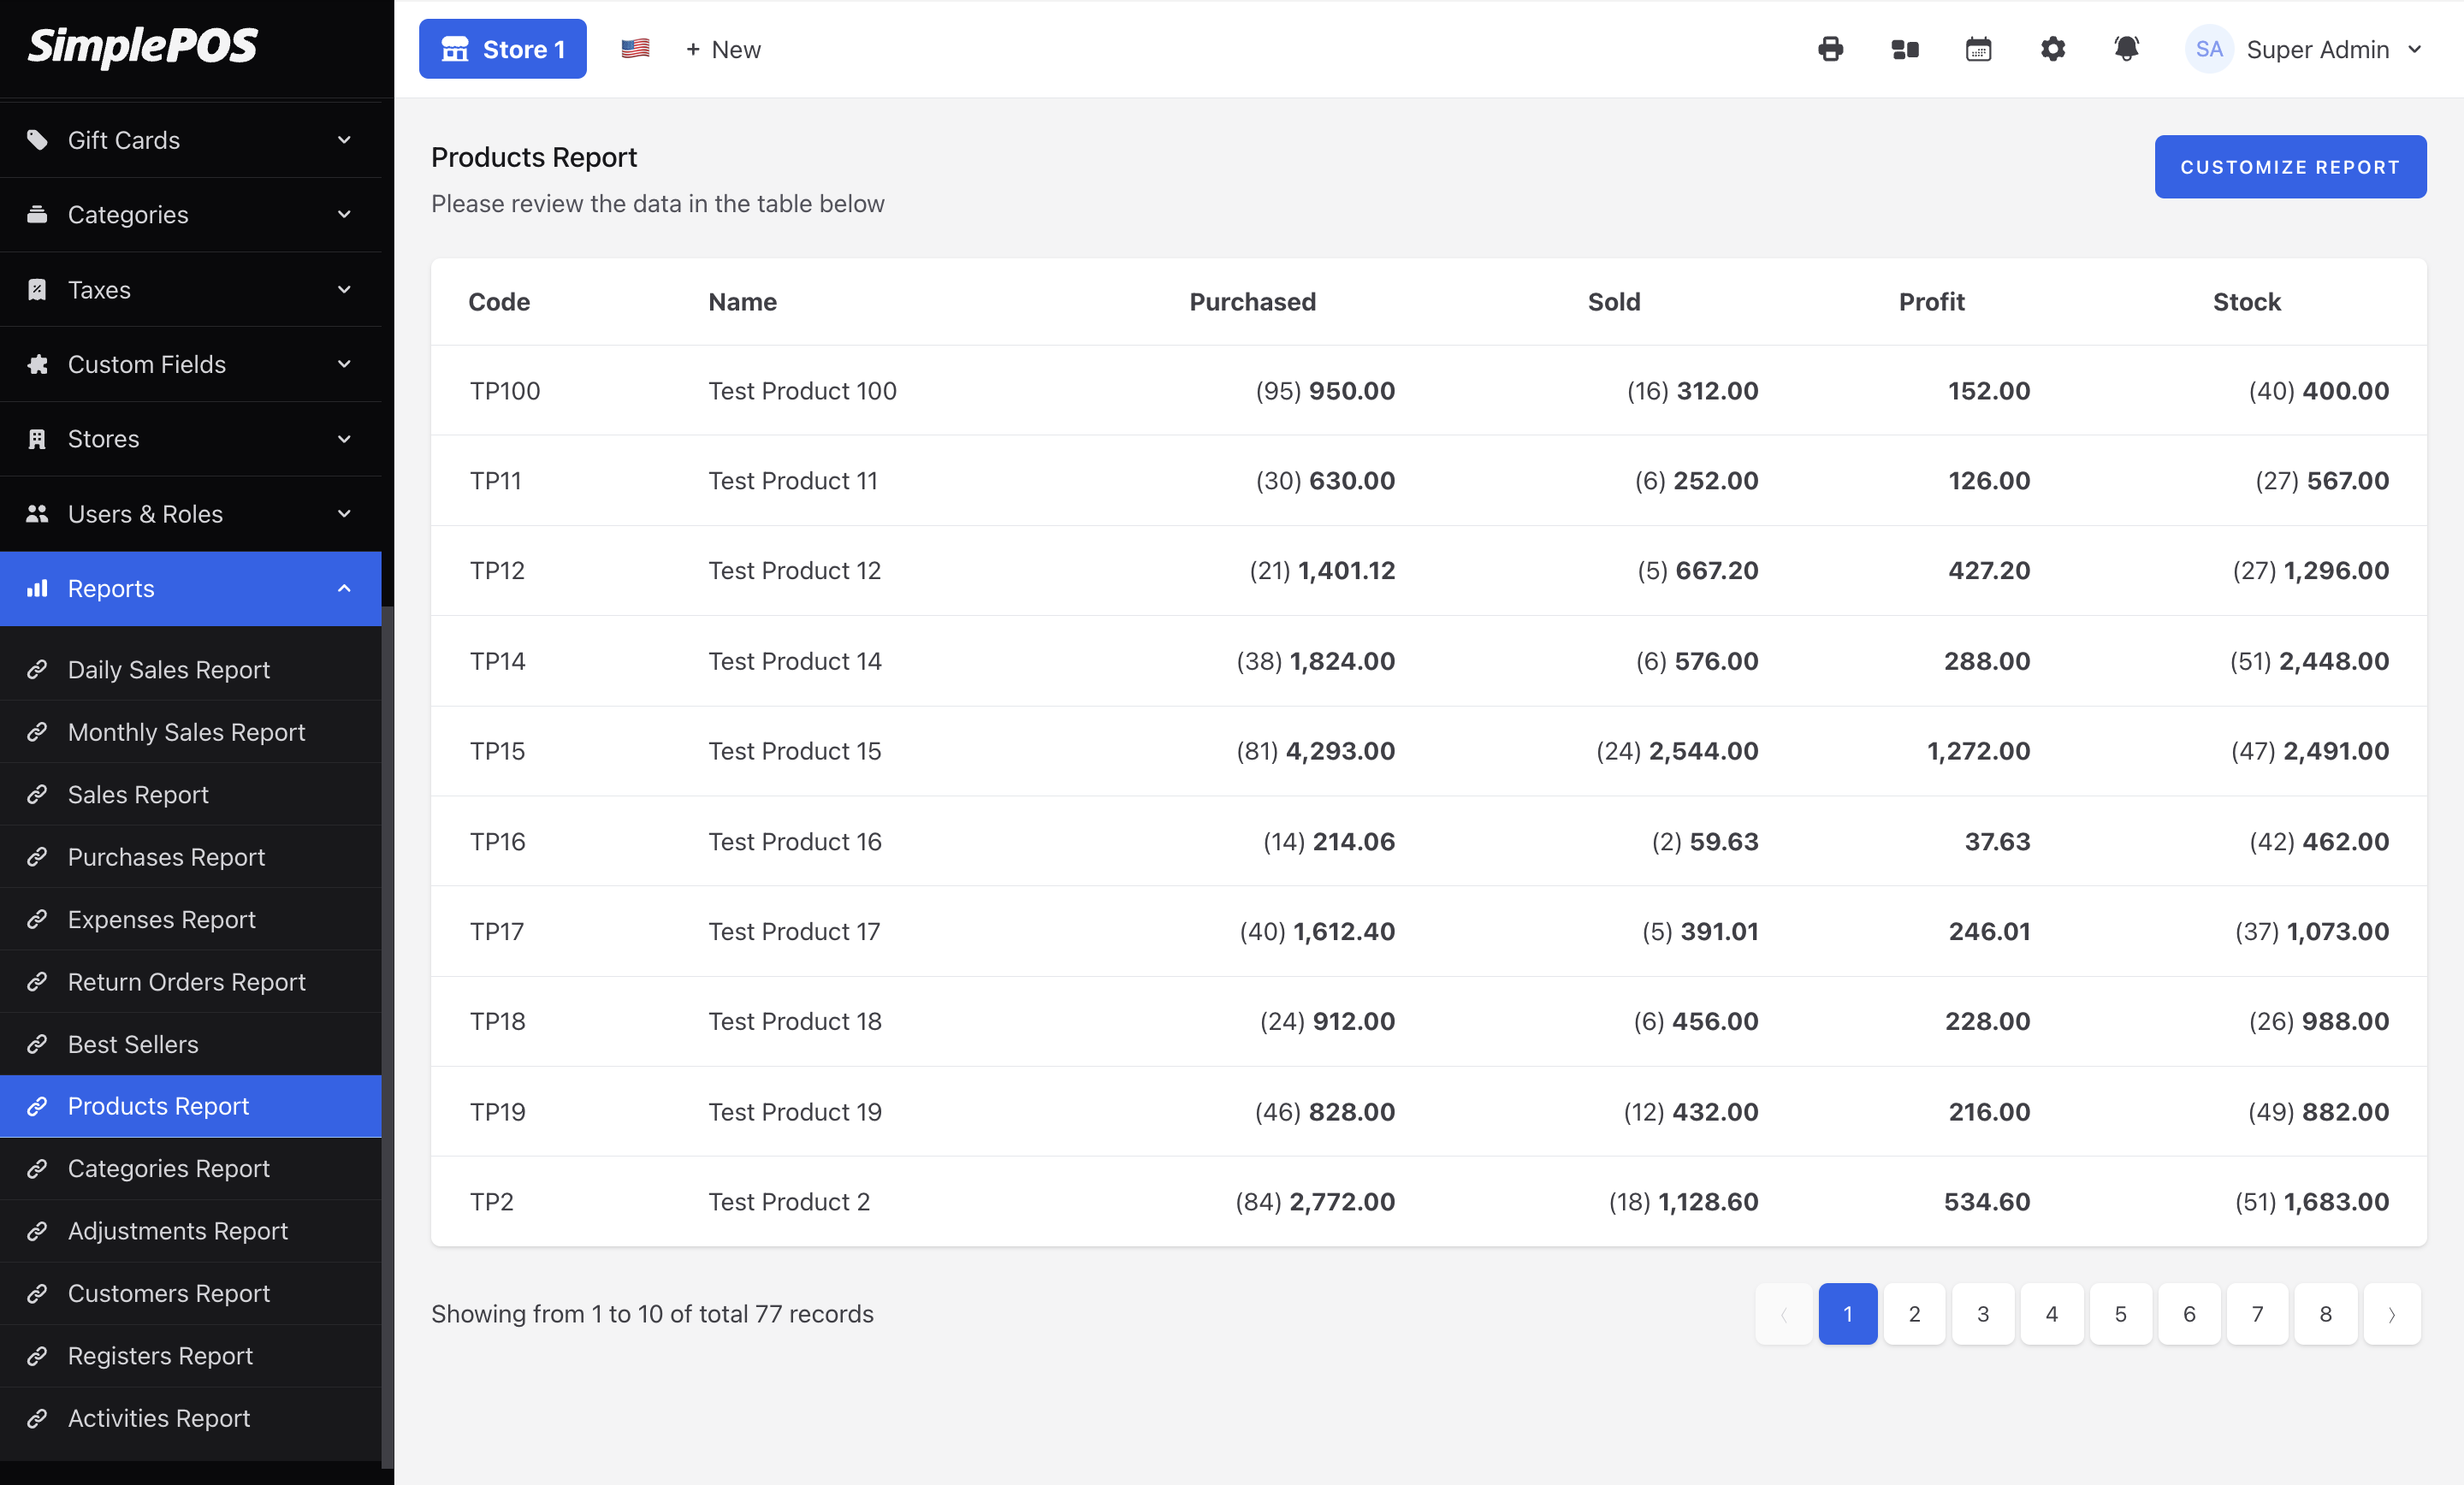 SimplePOS
Gift Cards
Categories
Taxes
Custom Fields
Stores
Users & Roles
Reports
Daily Sales Report
Monthly Sales Report
Sales Report
Purchases Report
Expenses Report
Return Orders Report
Best Sellers
Products Report
Categories Report
Adjustments Report
Customers Report
Registers Report
Activities Report
Store 1 + New SA Super Admin
Products Report
Please review the data in the table below
CUSTOMIZE REPORT
Code Name Purchased Sold Profit Stock
TP100 Test Product 100 (95) 950.00 (16) 312.00 152.00 (40) 400.00
TP11 Test Product 11 (30) 630.00 (6) 252.00 126.00 (27) 567.00
TP12 Test Product 12 (21) 1,401.12 (5) 667.20 427.20 (27) 1,296.00
TP14 Test Product 14 (38) 1,824.00 (6) 576.00 288.00 (51) 2,448.00
TP15 Test Product 15 (81) 4,293.00 (24) 2,544.00 1,272.00 (47) 2,491.00
TP16 Test Product 16 (14) 214.06 (2) 59.63 37.63 (42) 462.00
TP17 Test Product 17 (40) 1,612.40 (5) 391.01 246.01 (37) 1,073.00
TP18 Test Product 18 (24) 912.00 (6) 456.00 228.00 (26) 988.00
TP19 Test Product 19 (46) 828.00 (12) 432.00 216.00 (49) 882.00
TP2 Test Product 2 (84) 2,772.00 (18) 1,128.60 534.60 (51) 1,683.00
Showing from 1 to 10 of total 77 records
1 2 3 4 5 6 7 8